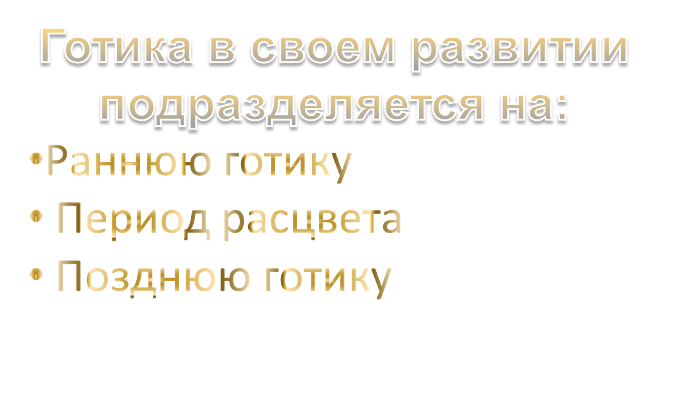 Готика в своем развитии
подразделяется на:
•Раннюю готику
• Период расцвета
• Позднюю готику